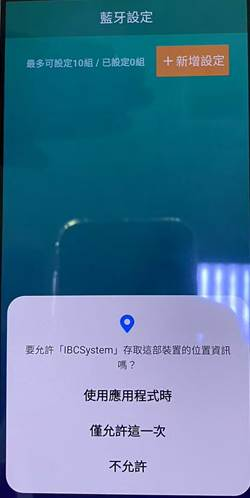 藍牙設定
最多可設定10組 / 已設定0組
＋新增設定
要允許「IBCSystem」存取這部裝置的位置資訊
嗎？
使用應用程式時
僅允許這一次
不允許